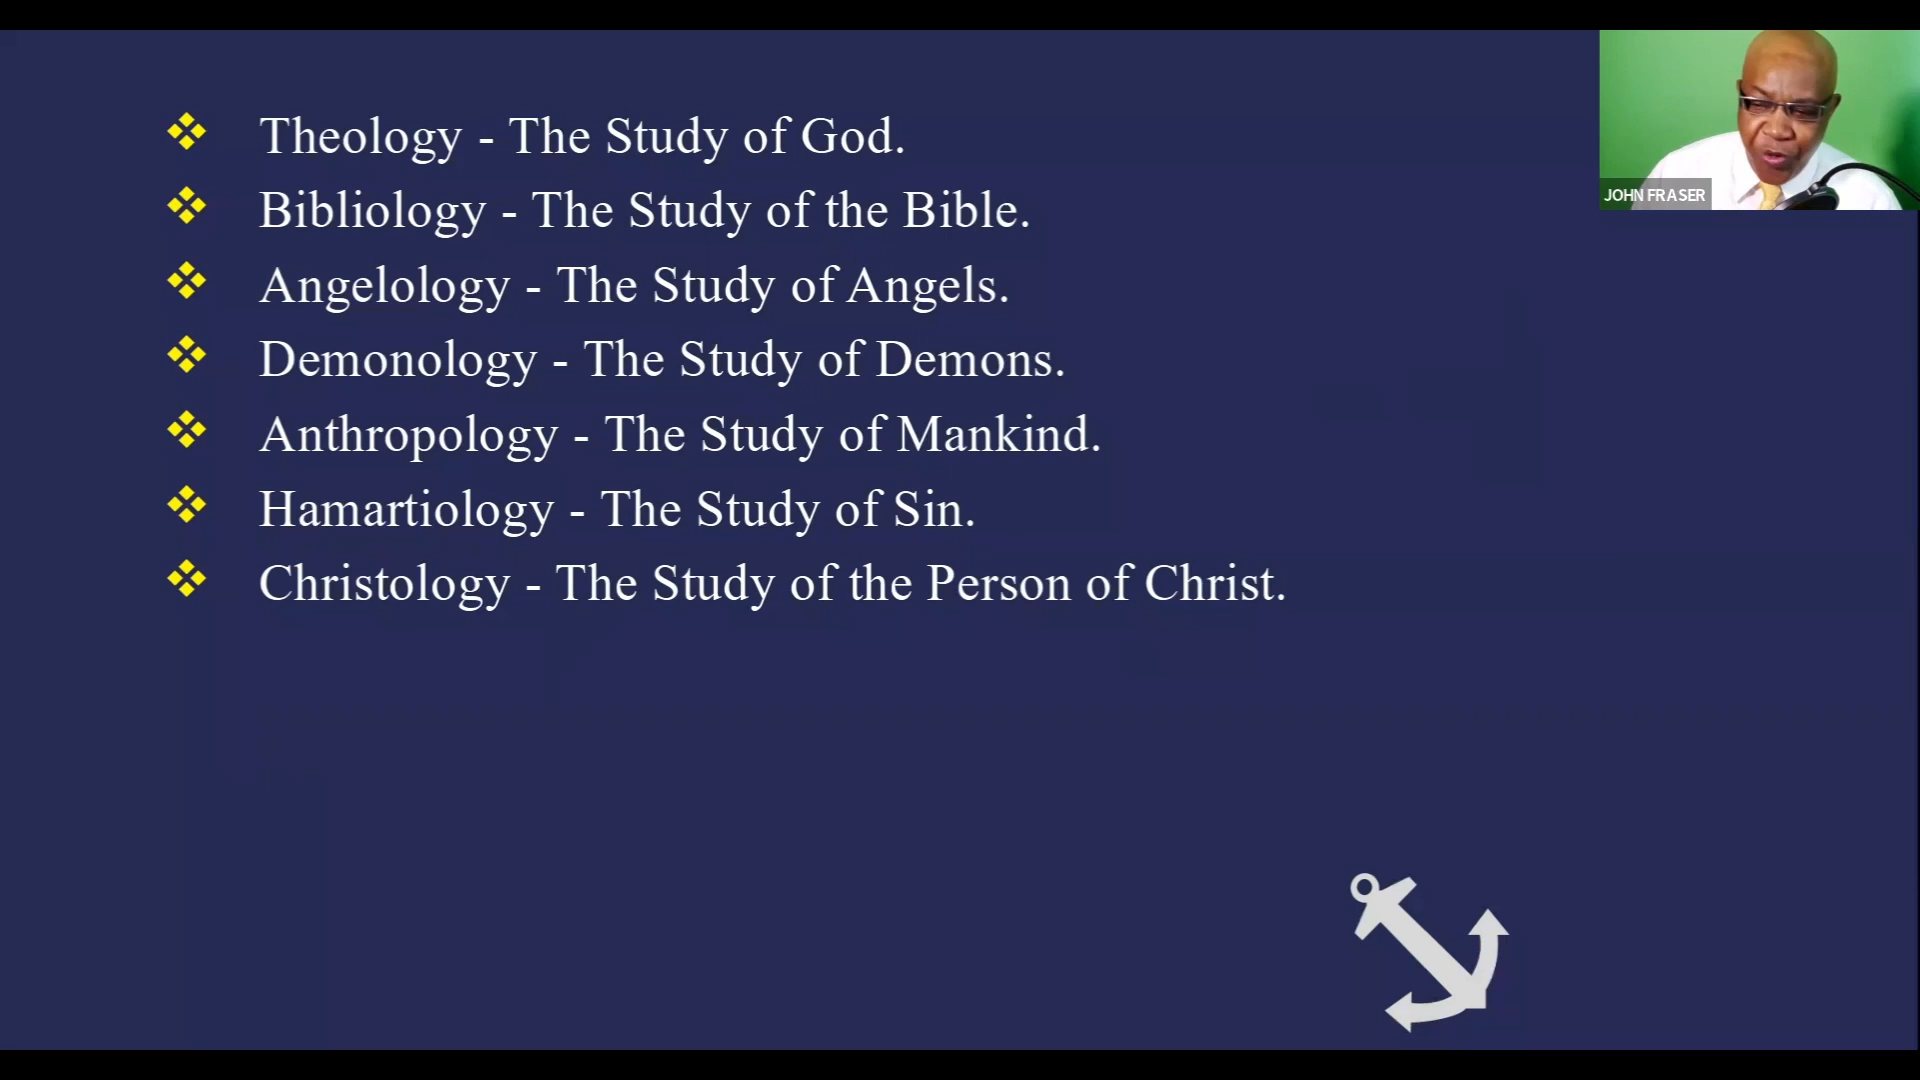 Theology - The Study of God.
Bibliology - The Study of the Bible.
Angelology - The Study of Angels.
Demonology - The Study of Demons.
Anthropology - The Study of Mankind.
Hamartiology - The Study of Sin.
Christology - The Study of the Person of Christ.
JOHN FRASER